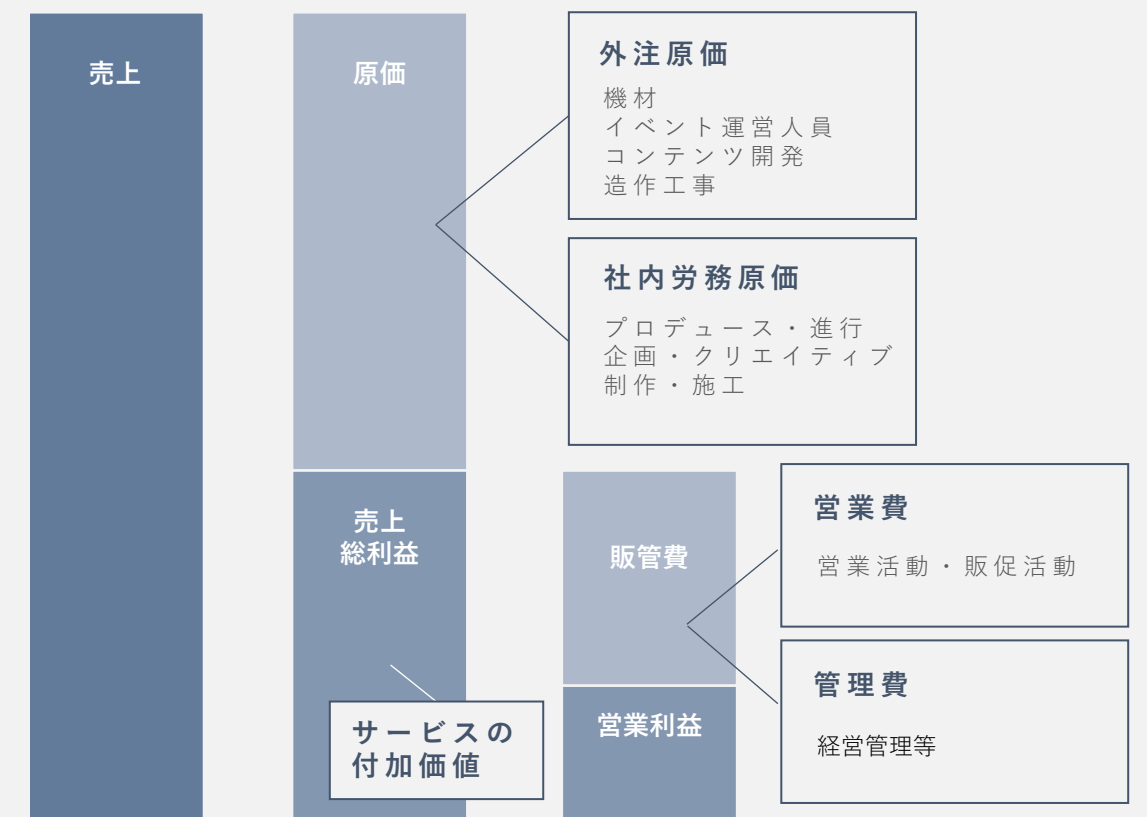 売上
原価
外注原価
機材
イベント運営人員
コンテンツ開発
造作工事
社内労務原価
プロデュース・進行
企画・クリエイティブ
制作・施工
売上
総利益
サービスの
付加価値
販管費
営業利益
営業費
営業活動・販促活動
管理費
経営管理等